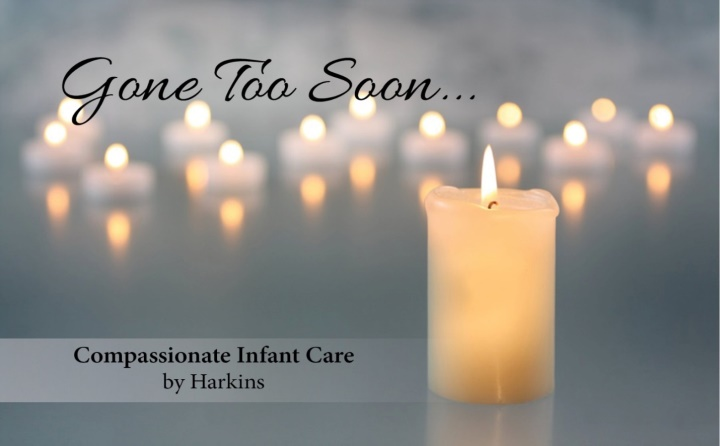 Gone Too Soon...
Compassionate Infant Care
by Harkins